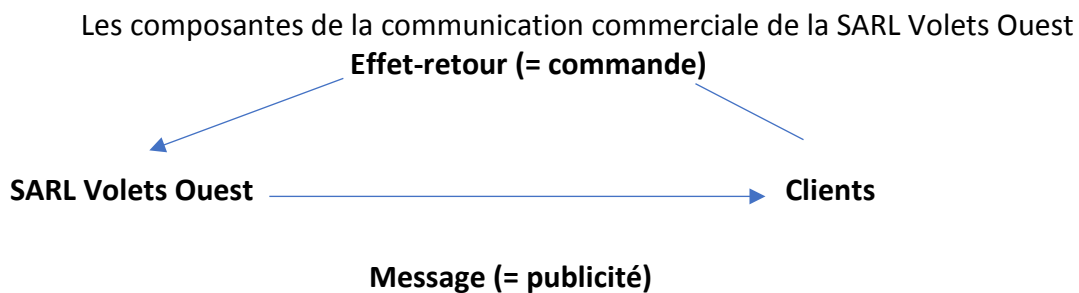 Les composantes de la communication commerciale de la SARL Volets Ouest
Effet-retour (= commande)
SARL Volets Ouest
Clients
Message (= publicité)